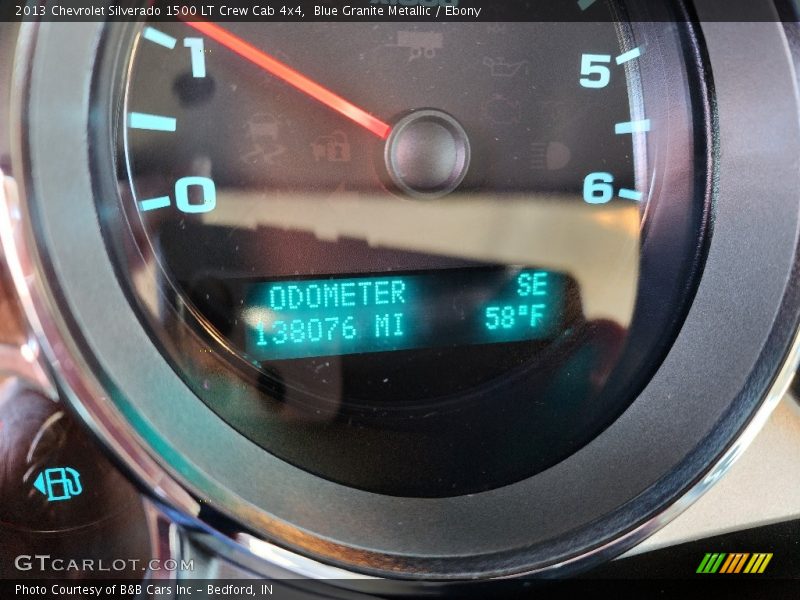 2013 Chevrolet Silverado 1500 LT Crew Cab 4x4,  Blue Granite Metallic / Ebony
1
5
0
6
ODOMETER SE
138076 MI 58°F
GTCARLOT.COM
Photo Courtesy of B&B Cars Inc – Bedford, IN